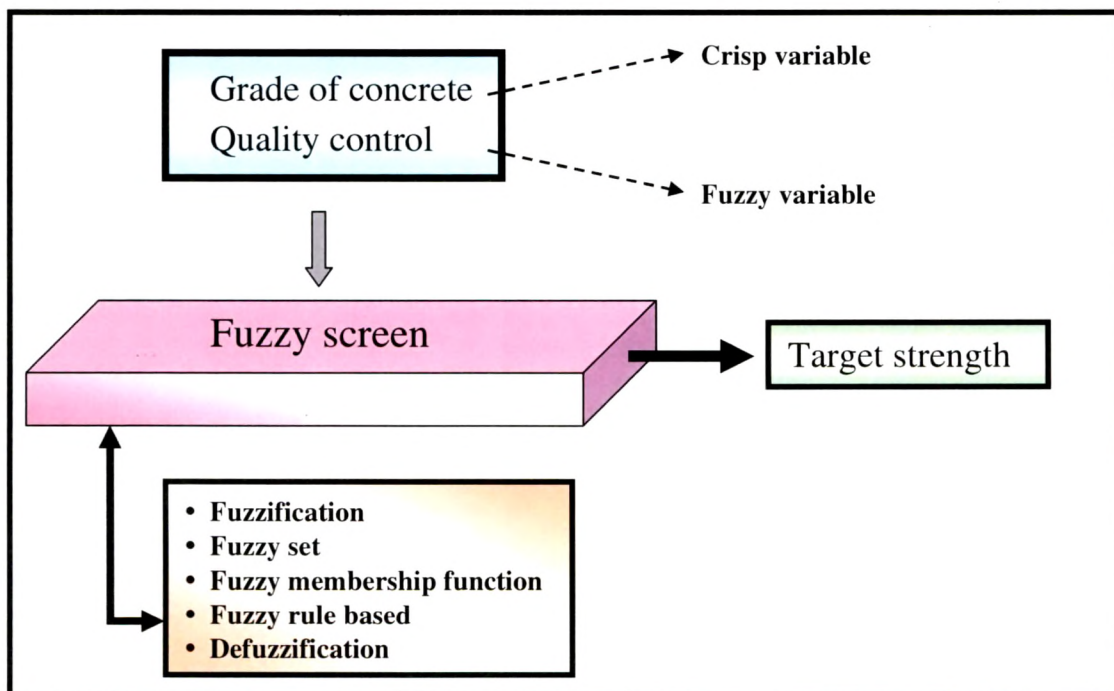 Grade of concrete
Quality control
Crisp variable
Fuzzy variable
Fuzzy screen
Target strength
• Fuzzification
• Fuzzy set
• Fuzzy membership function
• Fuzzy rule based
• Defuzzification